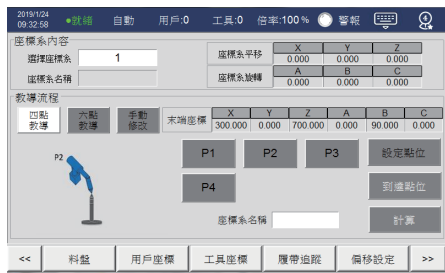 2019/1/24
09:32:58
●就緒 自動 用戶:0 工具:0 倍率:100% 警報
座標系內容
選擇座標系 1
座標系名稱
座標系平移 X Y Z
0.000 0.000 0.000
座標系旋轉 A B C
0.000 0.000 0.000
教導流程
四點教導 六點教導 手動修改
末端座標 X Y Z A B C
300.000 0.000 700.000 0.000 90.000 0.000
P2
P1 P2 P3 設定點位
P4 到達點位
座標系名稱 計算
<< 料盤 用戶座標 工具座標 履帶追蹤 偏移設定 >>